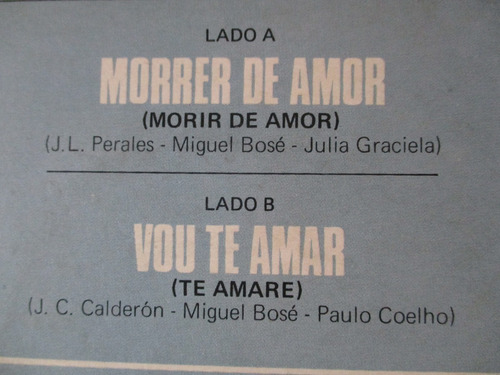 LADO A
MORRER DE AMOR
(MORIR DE AMOR)
(J.L. Perales - Miguel Bosé - Julia Graciela)
LADO B
VOU TE AMAR
(TE AMARE)
(J. C. Calderón - Miguel Bosé - Paulo Coelho)